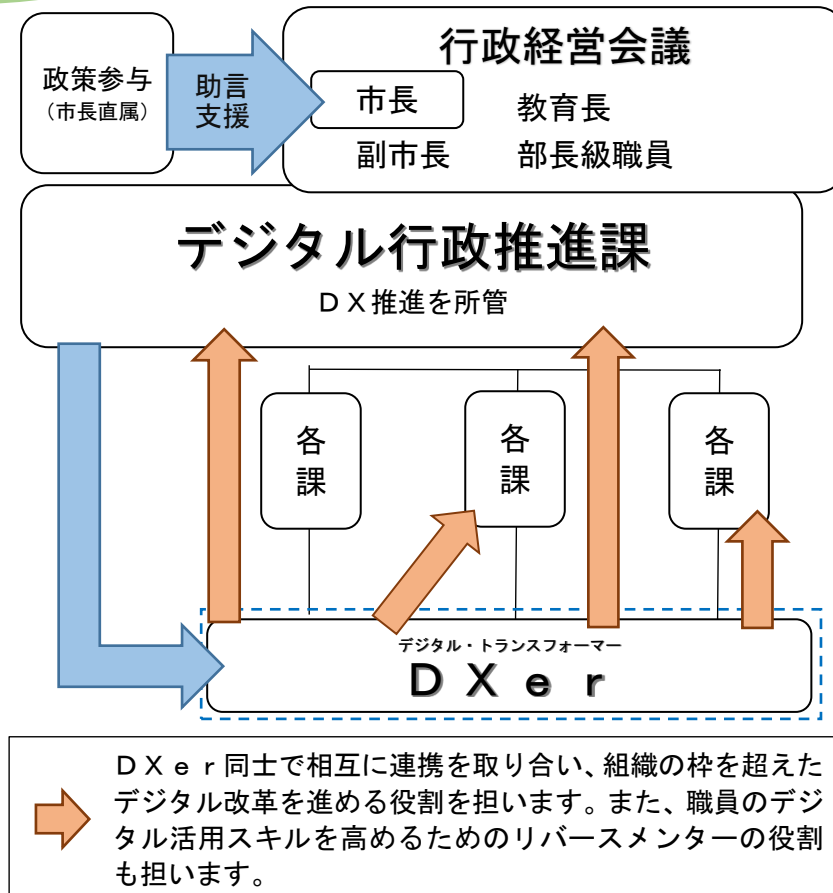 行政経営会議
政策参与
（市長直属）
助言
支援
市長
教育長
副市長
部長級職員
デジタル行政推進課
ＤＸ推進を所管
各
課
各
課
各
課
デジタル・トランスフォーマー
ＤＸｅｒ
ＤＸｅｒ同士で相互に連携を取り合い、組織の枠を超えた
デジタル改革を進める役割を担います。また、職員のデジ
タル活用スキルを高めるためのリバースメンターの役割
も担います。